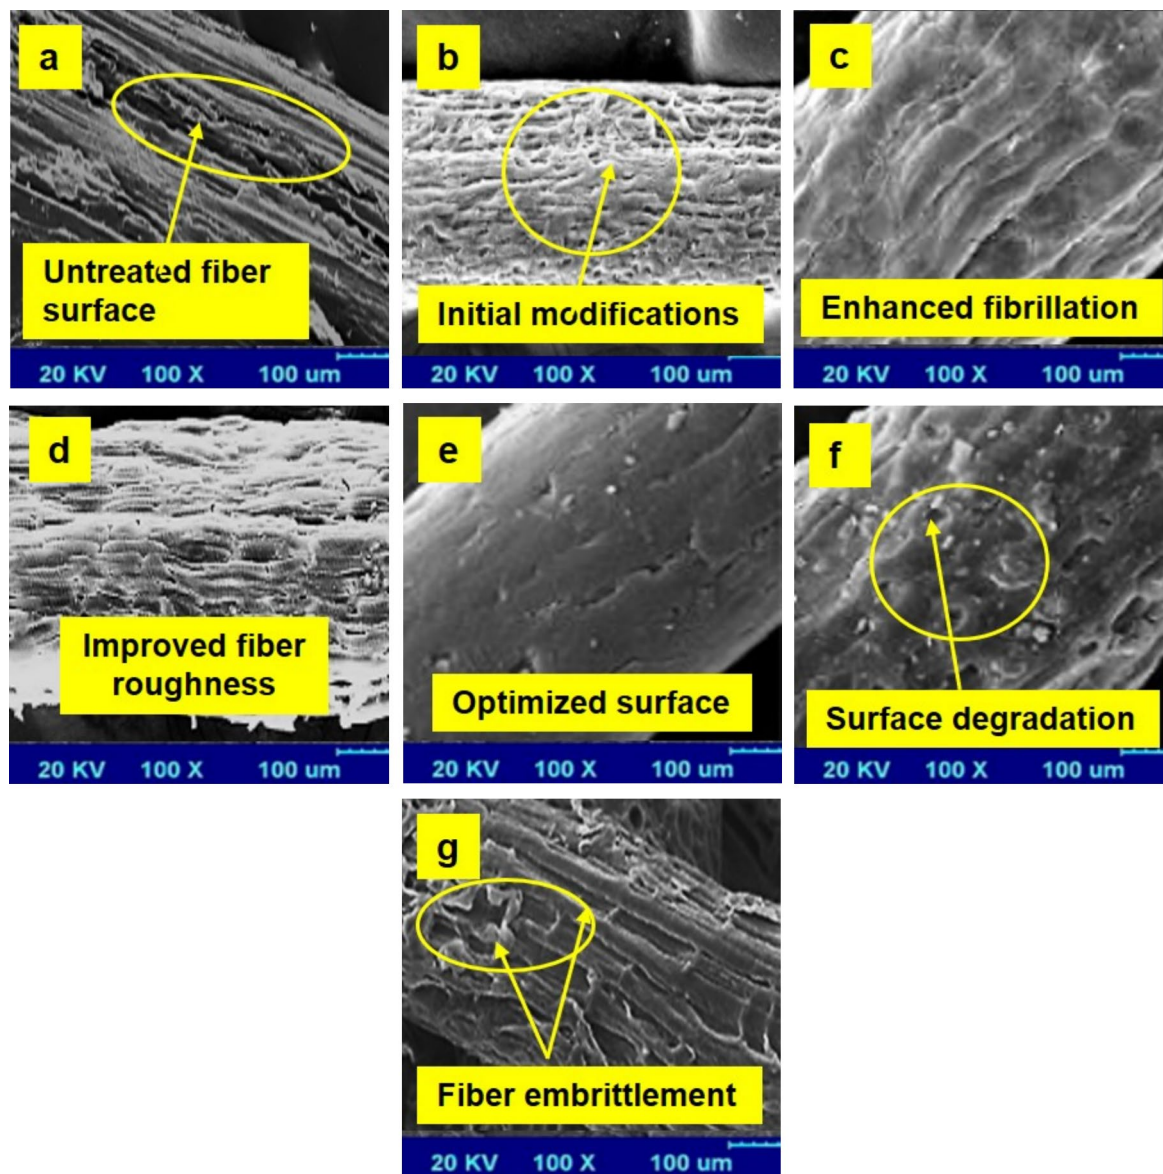 a
Untreated fiber
surface
20 KV 100 X 100 um
b
Initial modifications
20 KV 100 X 100 um
c
Enhanced fibrillation
20 KV 100 X 100 um
d
Improved fiber
roughness
20 KV 100 X 100 um
e
Optimized surface
20 KV 100 X 100 um
f
Surface degradation
20 KV 100 X 100 um
g
Fiber embrittlement
20 KV 100 X 100 um